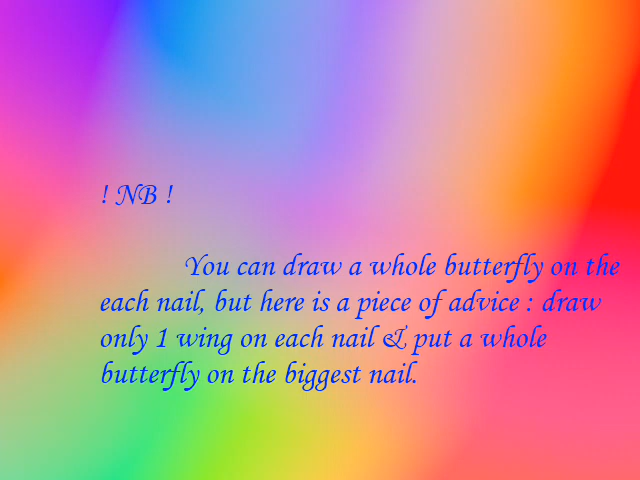 ! NB !
You can draw a whole butterfly on the
each nail, but here is a piece of advice : draw
only 1 wing on each nail & put a whole
butterfly on the biggest nail.